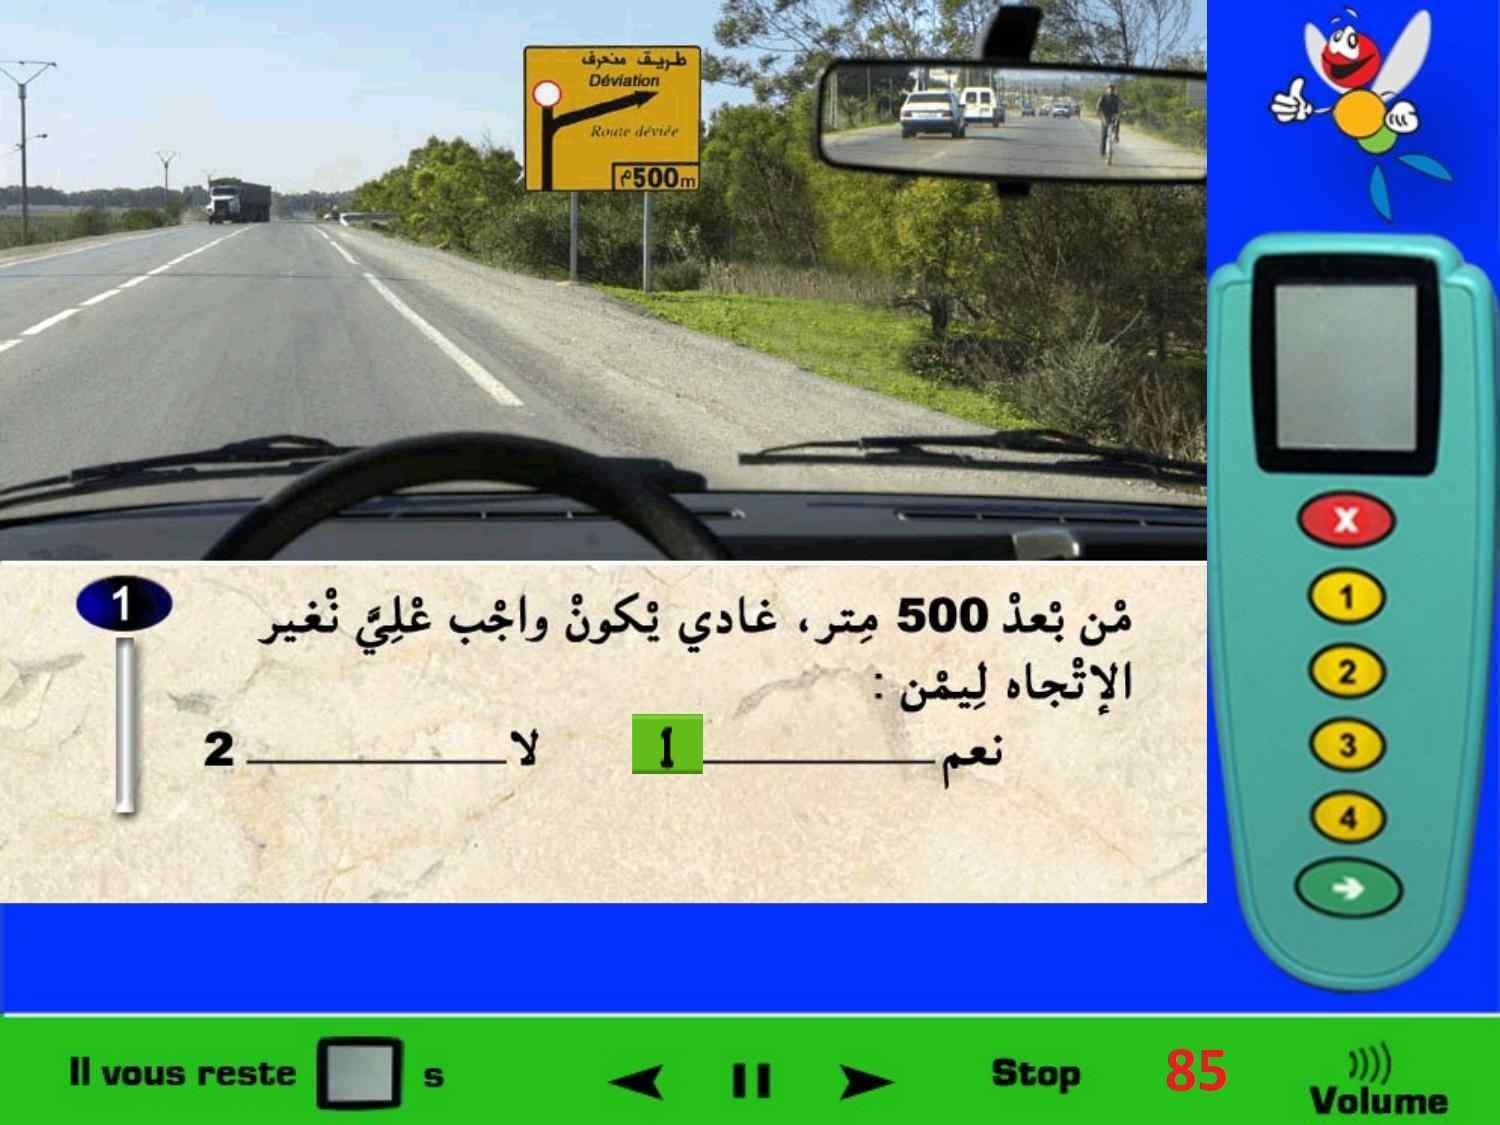 طريق منحرف
Déviation
Route déviée
م500m
1
مْن بْعدْ 500 مِتر، غادي يْكونْ واجْب عْلِيَّ نْغير
الإتْجاه لِيمْن :
نعم 1 لا 2
X
1
2
3
4
Il vous reste s Stop 85 Volume